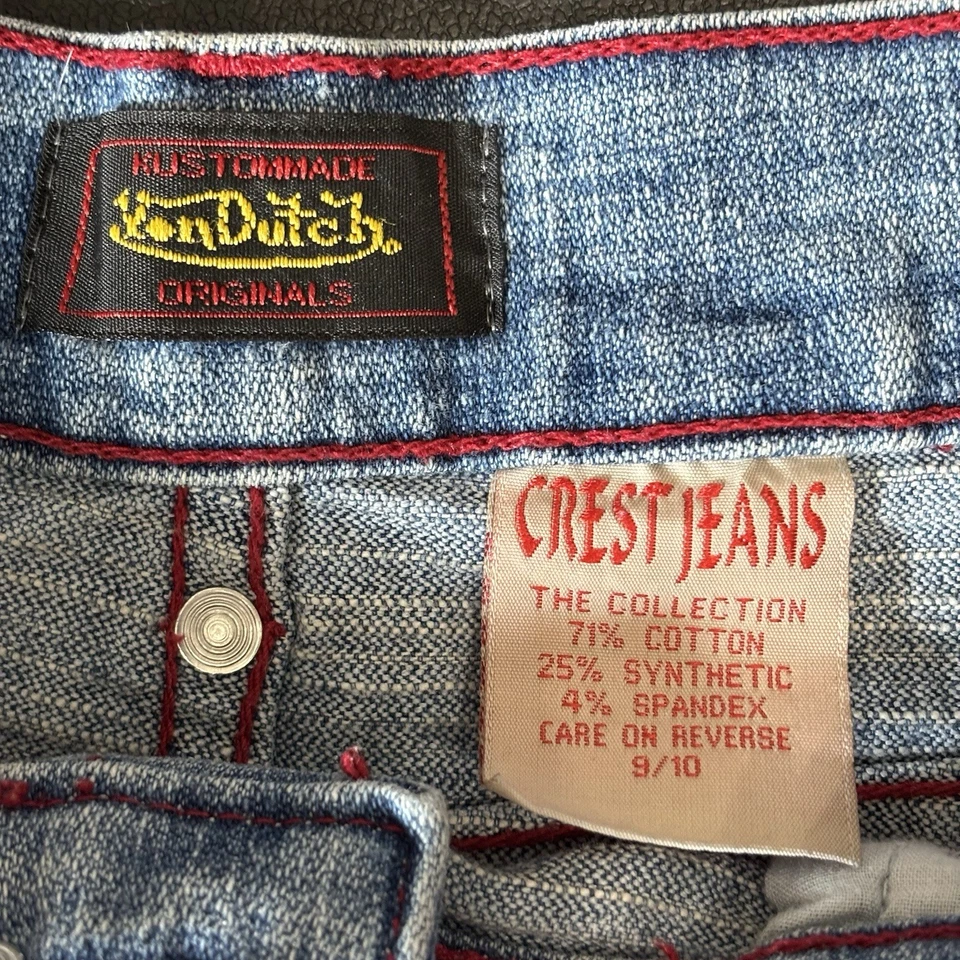 KUSTOMMADE
VonDutch.
ORIGINALS
CREST JEANS
THE COLLECTION
71% COTTON
25% SYNTHETIC
4% SPANDEX
CARE ON REVERSE
9/10